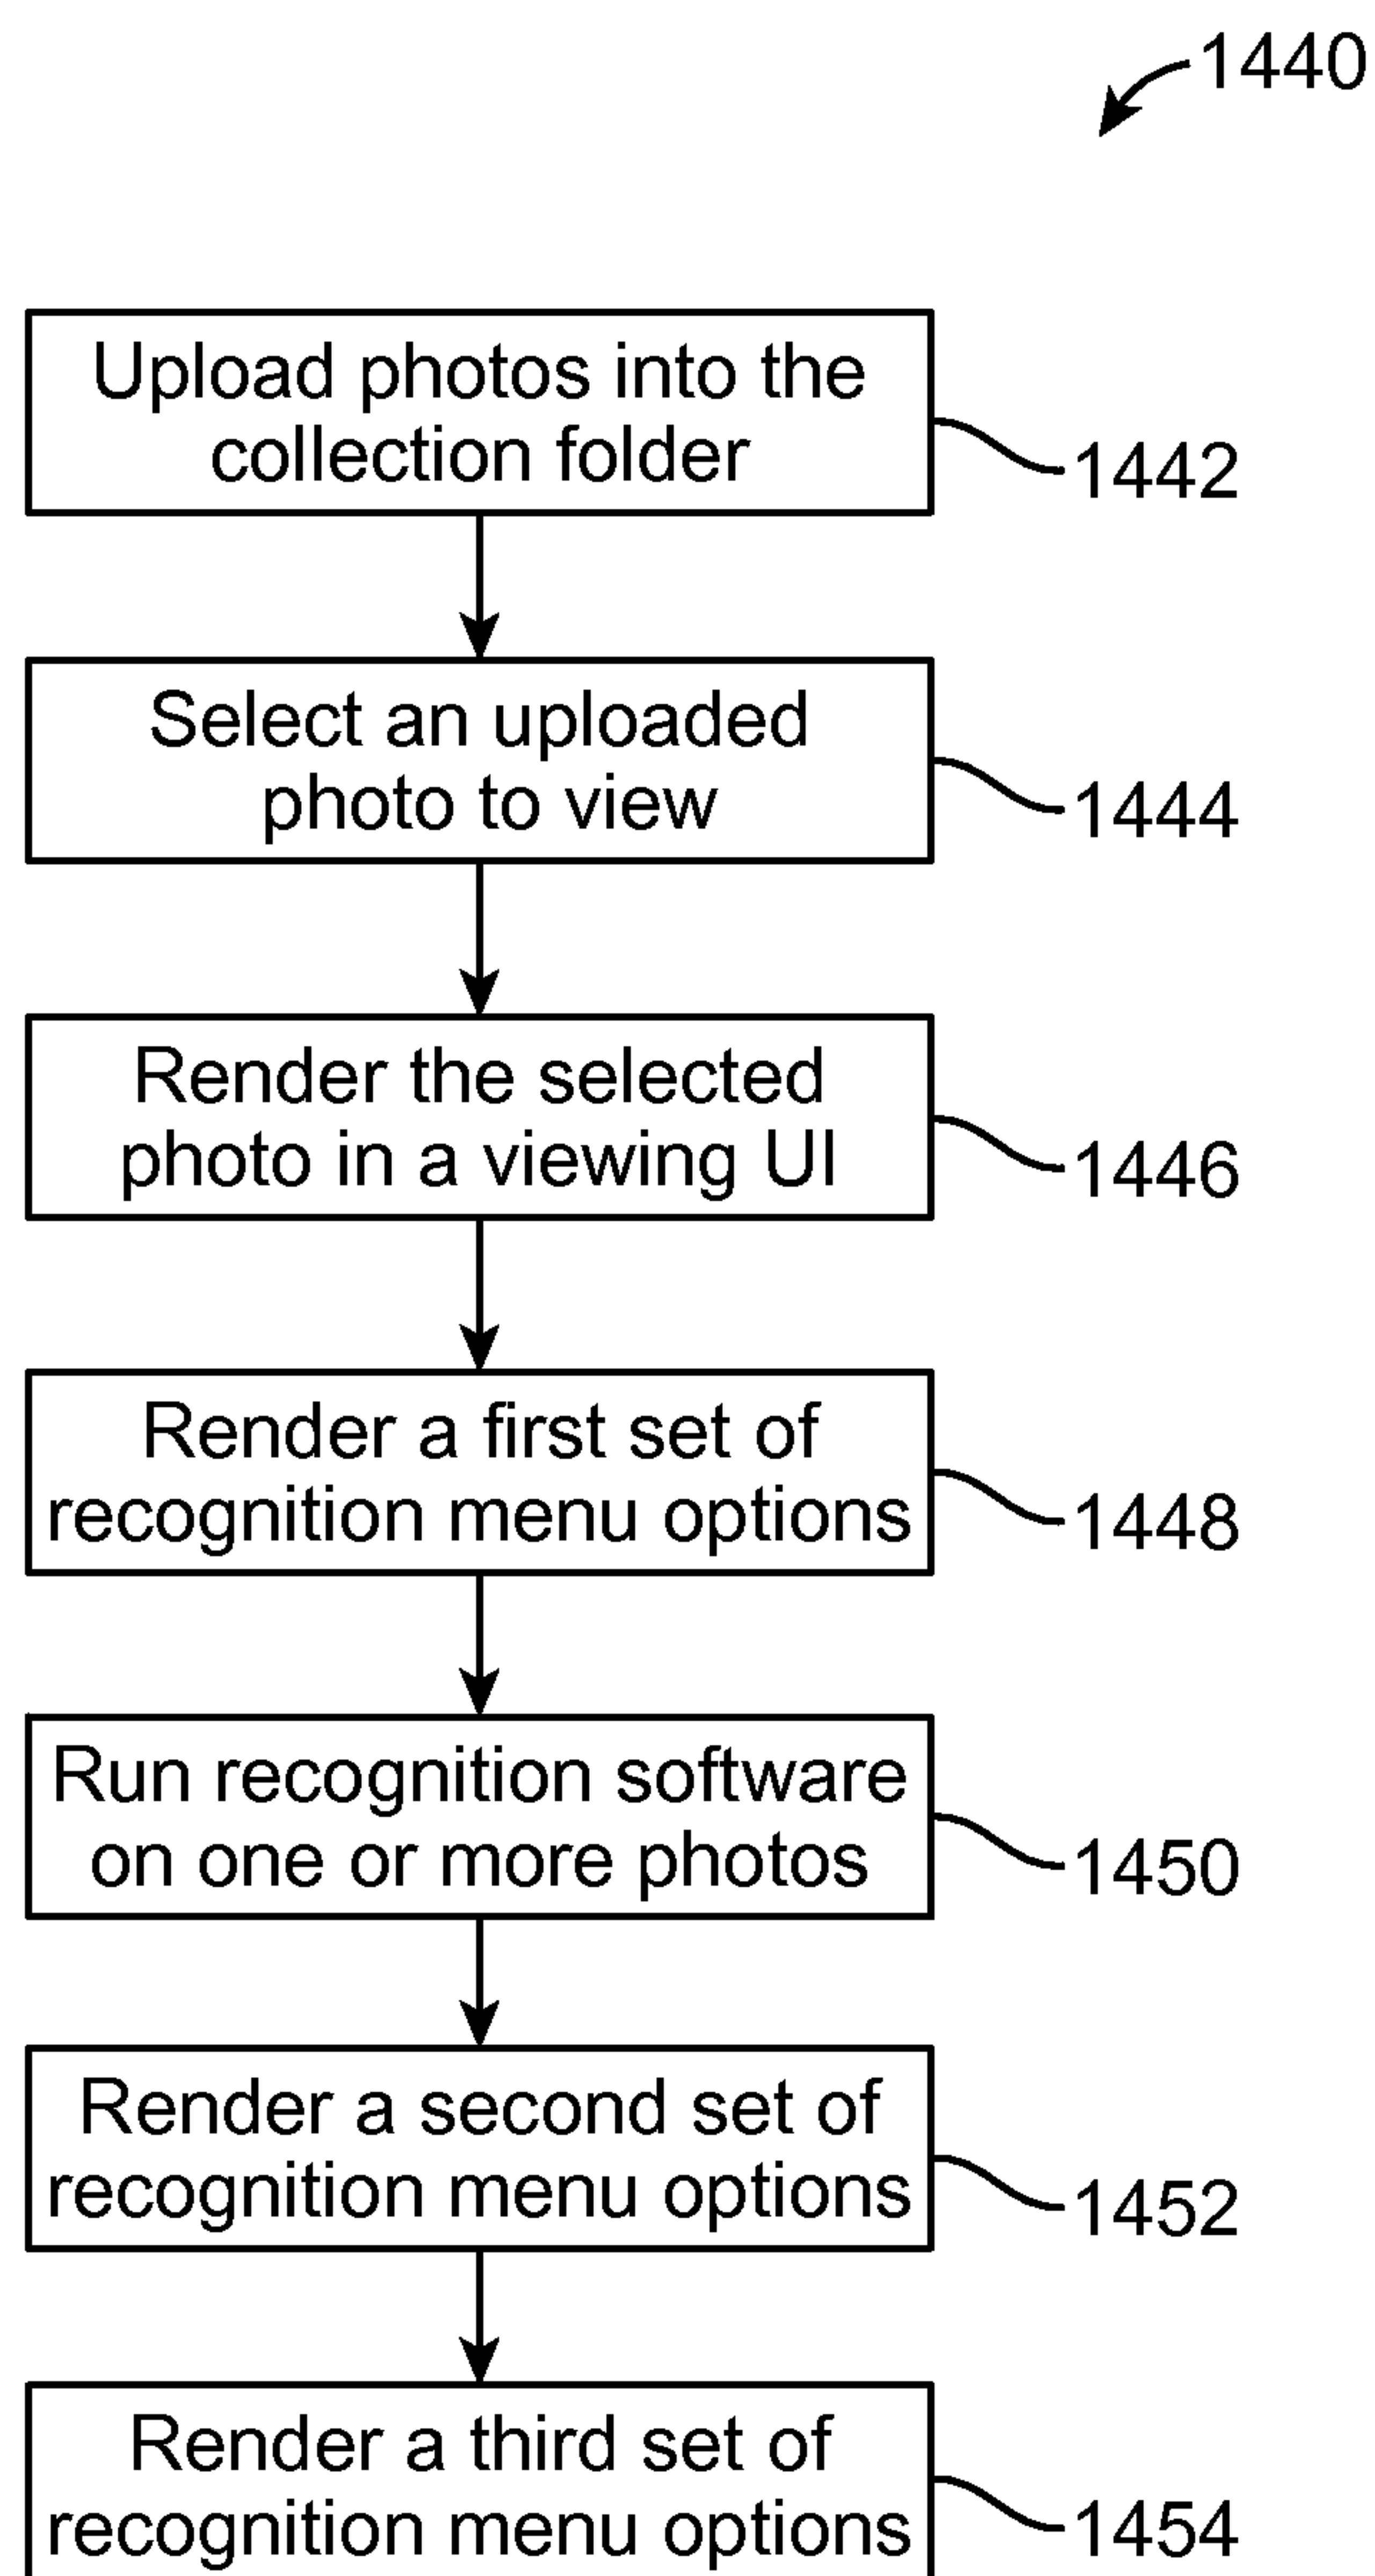 1440
Upload photos into the
collection folder
1442
Select an uploaded
photo to view
1444
Render the selected
photo in a viewing UI
1446
Render a first set of
recognition menu options
1448
Run recognition software
on one or more photos
1450
Render a second set of
recognition menu options
1452
Render a third set of
recognition menu options
1454